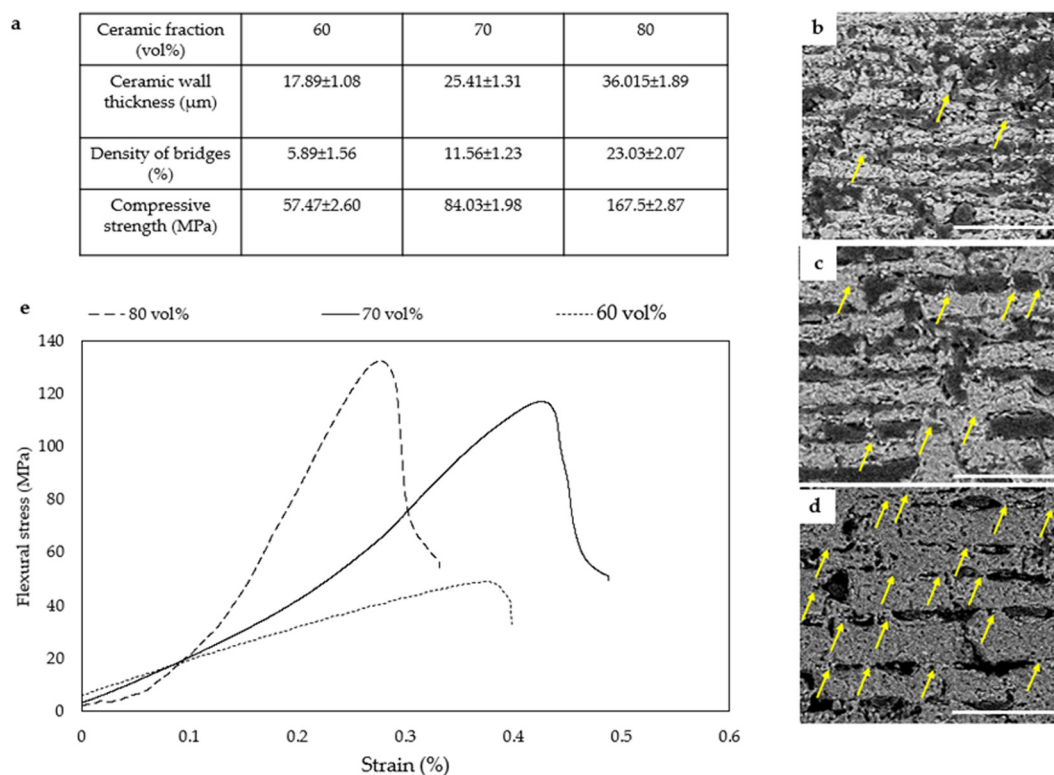 a
Ceramic fraction (vol%) 60 70 80
Ceramic wall thickness (µm) 17.89±1.08 25.41±1.31 36.015±1.89
Density of bridges (%) 5.89±1.56 11.56±1.23 23.03±2.07
Compressive strength (MPa) 57.47±2.60 84.03±1.98 167.5±2.87
b
c
d
e
80 vol% 70 vol% 60 vol%
140
120
100
80
60
40
20
0
Flexural stress (MPa)
0 0.1 0.2 0.3 0.4 0.5 0.6
Strain (%)